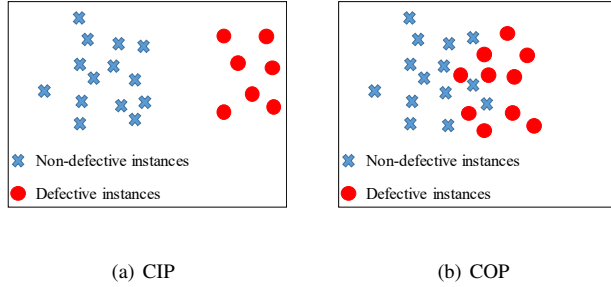 Non-defective instances
Defective instances
Non-defective instances
Defective instances
(a) CIP
(b) COP